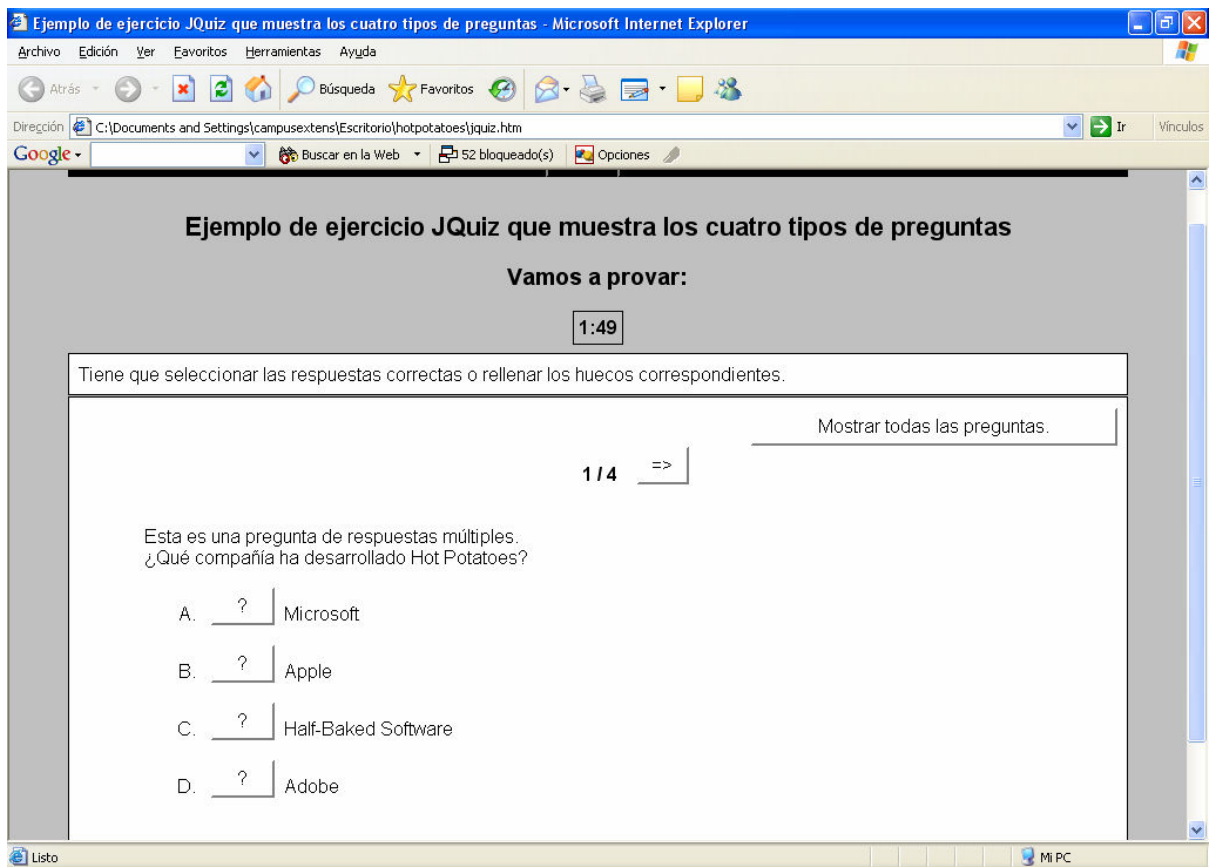 Ejemplo de ejercicio JQuiz que muestra los cuatro tipos de preguntas - Microsoft Internet Explorer
Archivo Edición Ver Favoritos Herramientas Ayuda
Atrás Búsqueda Favoritos
Dirección C:\Documents and Settings\campusextens\Escritorio\hotpotatoes\jquiz.htm Ir Vínculos
Google Buscar en la Web 52 bloqueado(s) Opciones
Ejemplo de ejercicio JQuiz que muestra los cuatro tipos de preguntas
Vamos a provar:
1:49
Tiene que seleccionar las respuestas correctas o rellenar los huecos correspondientes.
Mostrar todas las preguntas.
1 / 4 =>
Esta es una pregunta de respuestas múltiples.
¿Qué compañía ha desarrollado Hot Potatoes?
A. ? Microsoft
B. ? Apple
C. ? Half-Baked Software
D. ? Adobe
Listo Mi PC